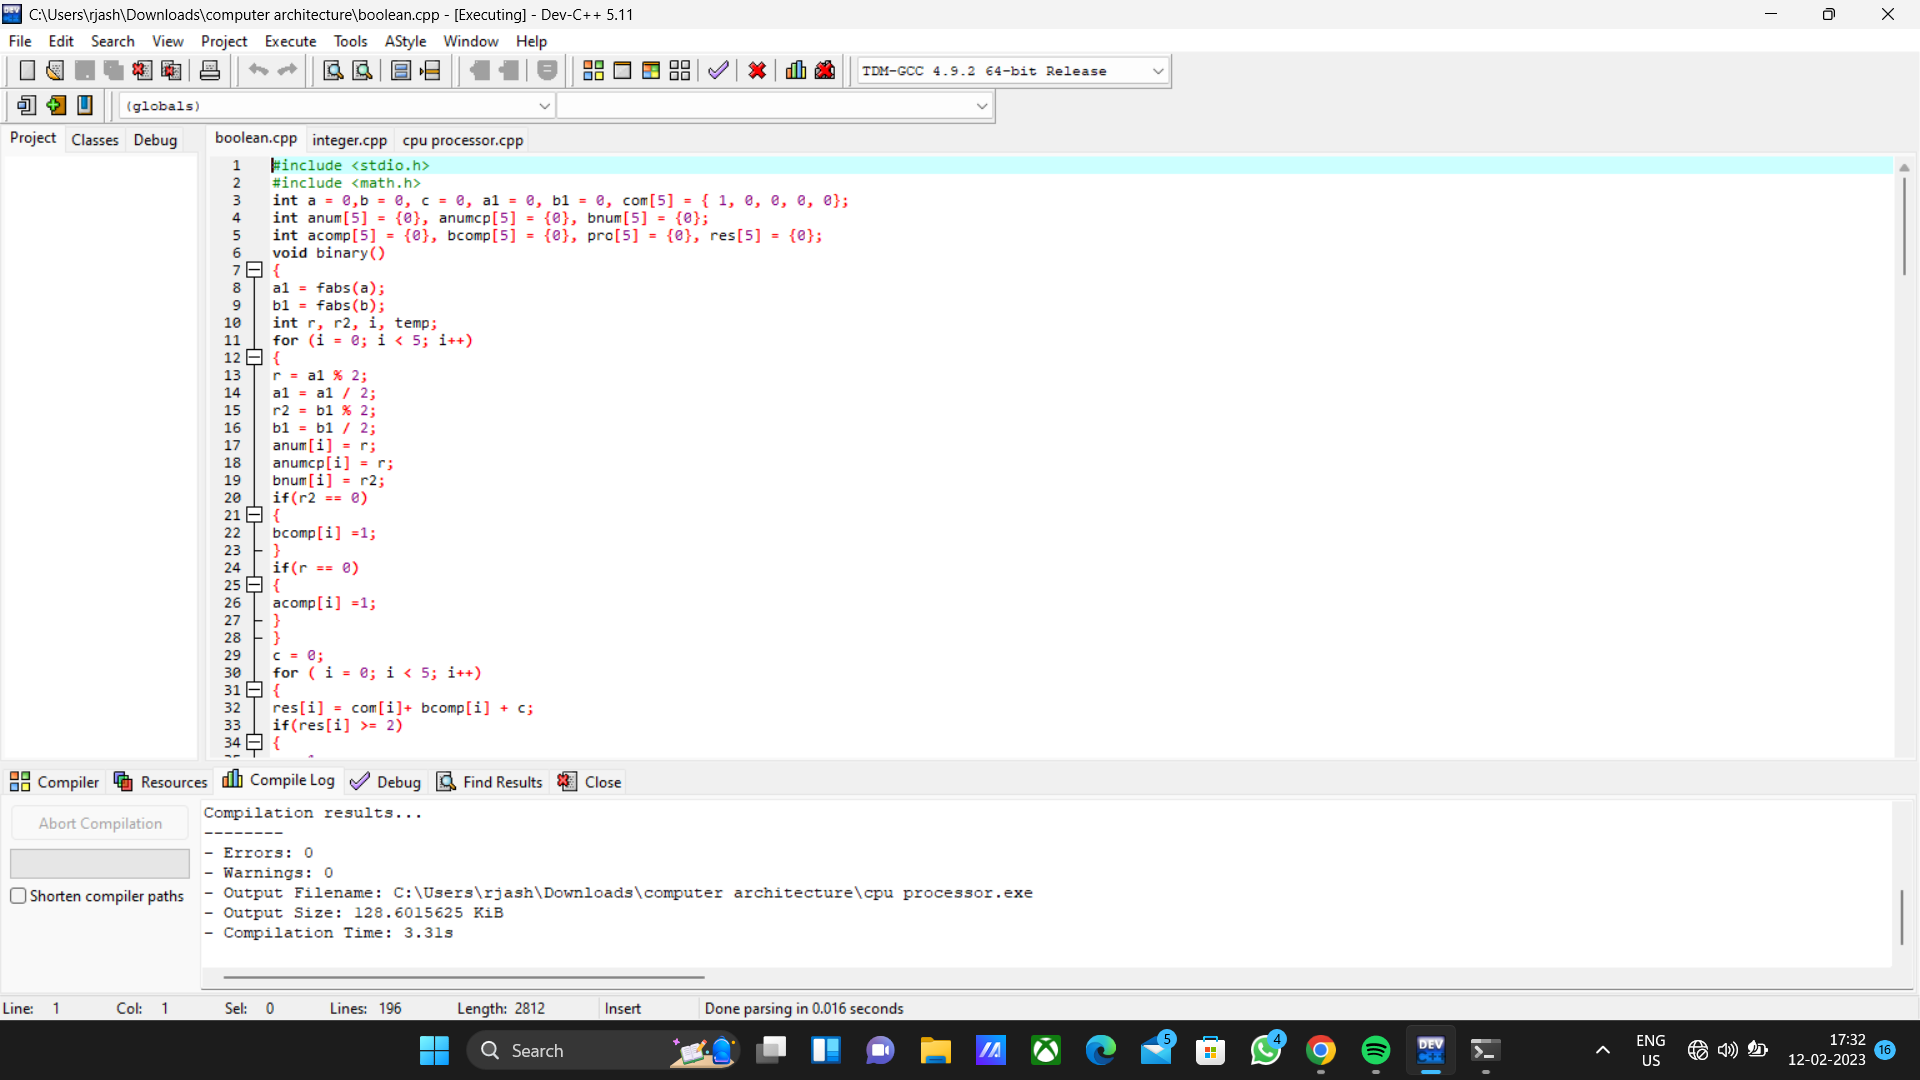 C:\Users\rjash\Downloads\computer architecture\boolean.cpp - [Executing] - Dev-C++ 5.11
File Edit Search View Project Execute Tools AStyle Window Help
TDM-GCC 4.9.2 64-bit Release
(globals)
Project Classes Debug boolean.cpp integer.cpp cpu processor.cpp
1 #include <stdio.h>
2 #include <math.h>
3 int a = 0,b = 0, c = 0, a1 = 0, b1 = 0, com[5] = { 1, 0, 0, 0, 0};
4 int anum[5] = {0}, anumcp[5] = {0}, bnum[5] = {0};
5 int acomp[5] = {0}, bcomp[5] = {0}, pro[5] = {0}, res[5] = {0};
6 void binary()
7 {
8 a1 = fabs(a);
9 b1 = fabs(b);
10 int r, r2, i, temp;
11 for (i = 0; i < 5; i++)
12 {
13 r = a1 % 2;
14 a1 = a1 / 2;
15 r2 = b1 % 2;
16 b1 = b1 / 2;
17 anum[i] = r;
18 anumcp[i] = r;
19 bnum[i] = r2;
20 if(r2 == 0)
21 {
22 bcomp[i] =1;
23 }
24 if(r == 0)
25 {
26 acomp[i] =1;
27 }
28 }
29 c = 0;
30 for ( i = 0; i < 5; i++)
31 {
32 res[i] = com[i]+ bcomp[i] + c;
33 if(res[i] >= 2)
34 {
Compiler Resources Compile Log Debug Find Results Close
Abort Compilation
Shorten compiler paths
Compilation results...
--------
- Errors: 0
- Warnings: 0
- Output Filename: C:\Users\rjash\Downloads\computer architecture\cpu processor.exe
- Output Size: 128.6015625 KiB
- Compilation Time: 3.31s
Line: 1 Col: 1 Sel: 0 Lines: 196 Length: 2812 Insert Done parsing in 0.016 seconds
Search
5
4
DEV
C++
ENG
US
17:32
12-02-2023
16